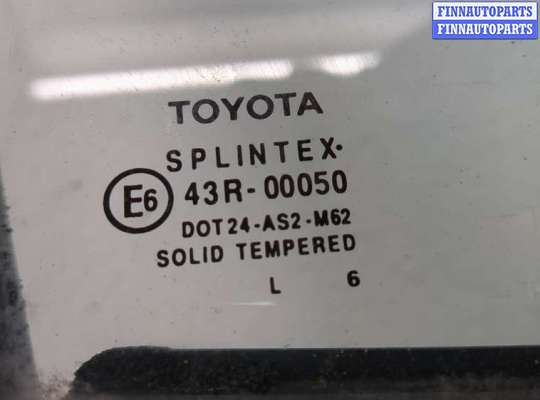 FINNAUTOPARTS
FINNAUTOPARTS
TOYOTA
SPLINTEX·
E6 43R-00050
DOT24-AS2-M62
SOLID TEMPERED
L 6